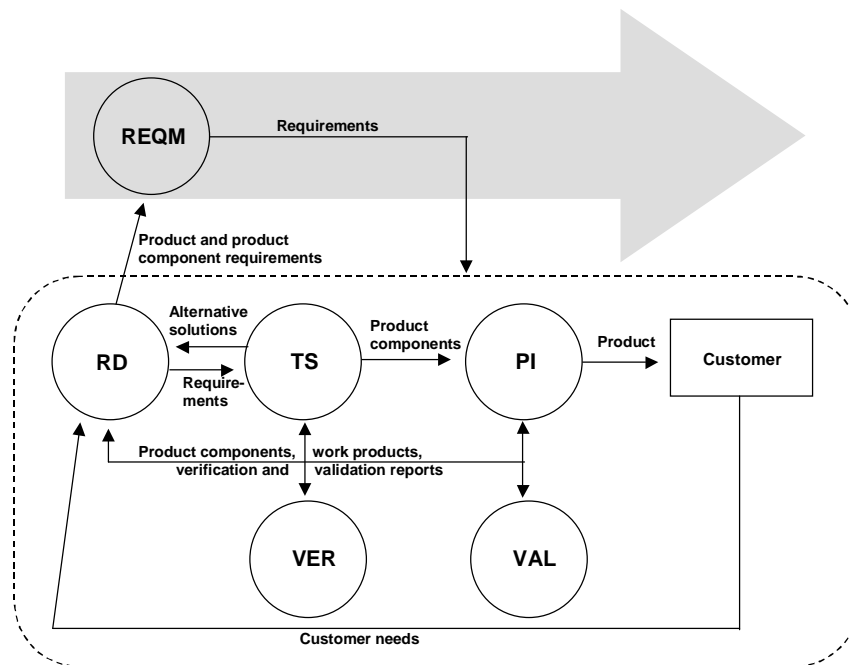 REQM
Requirements
Product and product
component requirements
Alternative
solutions
RD
TS
Product
components
PI
Product
Customer
Require-
ments
Product components,
work products,
verification and
validation reports
VER
VAL
Customer needs